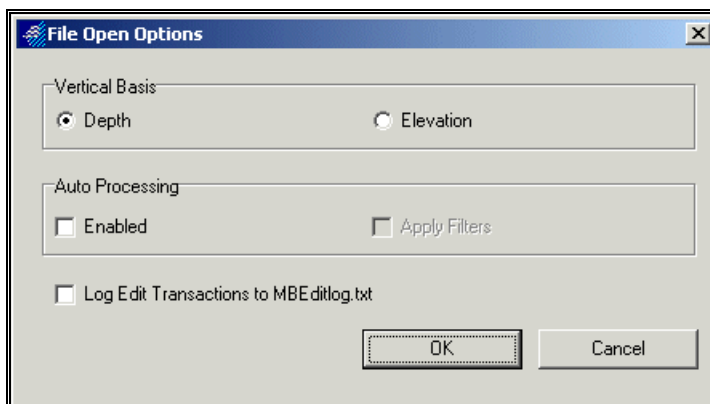 File Open Options
Vertical Basis
Depth Elevation
Auto Processing
Enabled Apply Filters
Log Edit Transactions to MBEditlog.txt
OK Cancel